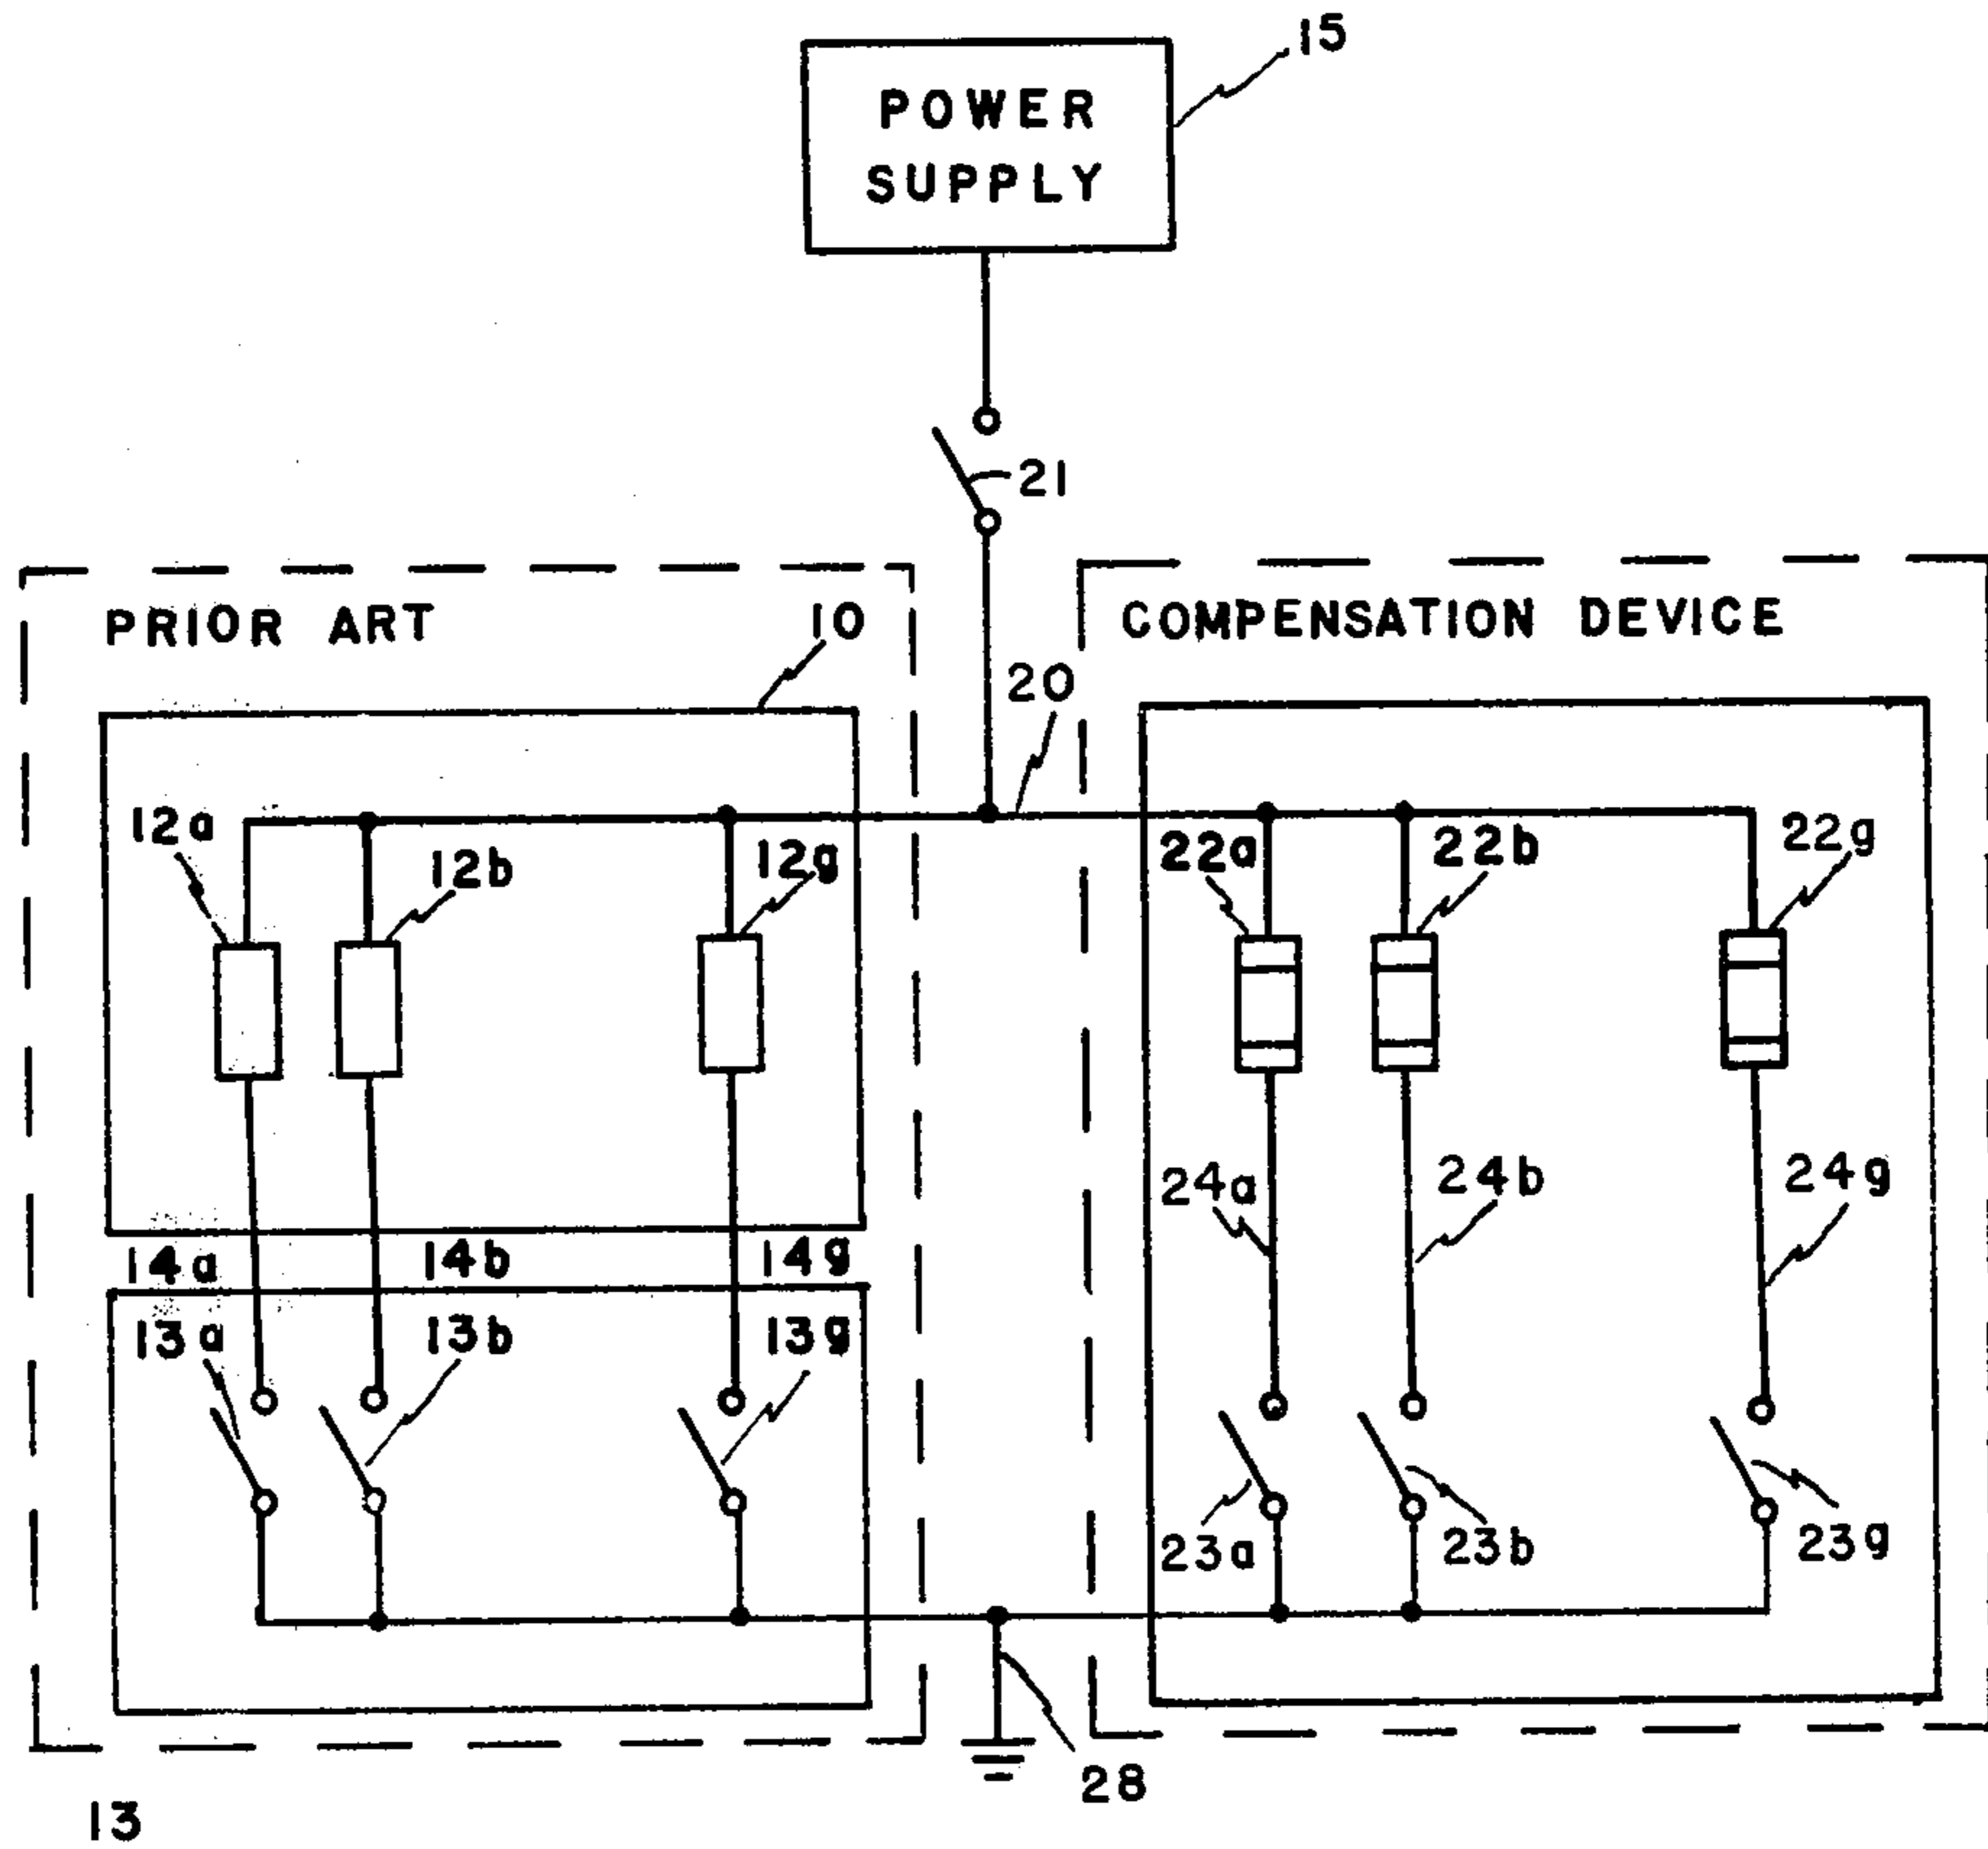 15
POWER
SUPPLY
21
PRIOR ART
10
COMPENSATION DEVICE
20
12a
12b
12g
22a
22b
22g
24a
24b
24g
14a
14b
14g
13a
13b
13g
23a
23b
23g
28
13